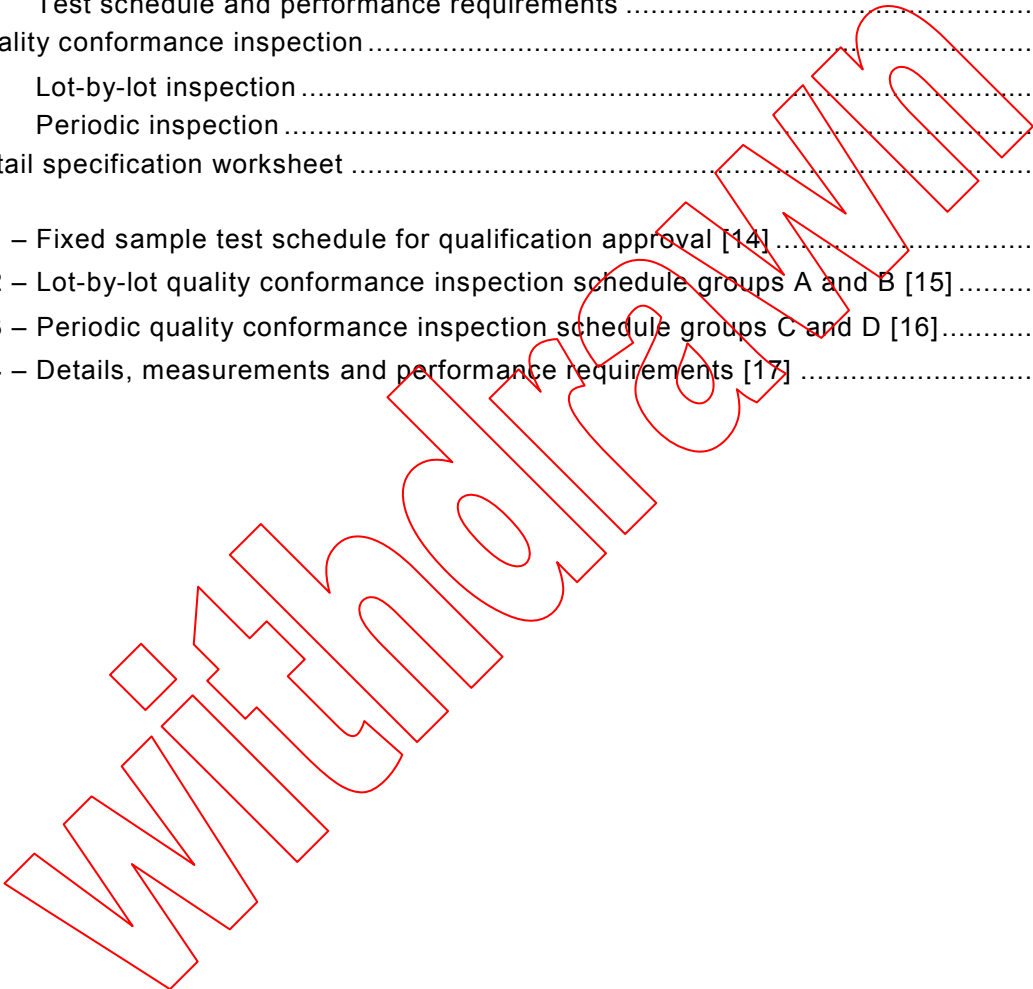 Test schedule and performance requirements ................................................
ality conformance inspection ................................................................................
Lot-by-lot inspection ................................................................................
Periodic inspection ................................................................................
tail specification worksheet ................................................................................
– Fixed sample test schedule for qualification approval [14] ................................
– Lot-by-lot quality conformance inspection schedule groups A and B [15] .........
– Periodic quality conformance inspection schedule groups C and D [16]...........
– Details, measurements and performance requirements [17] ............................
withdrawn